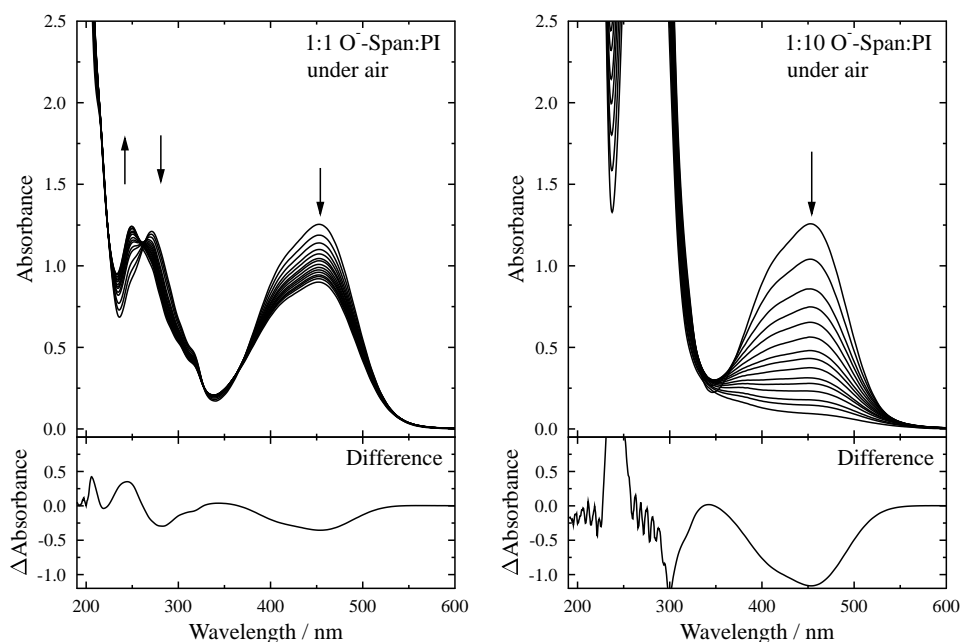 2.5
2.0
1.5
1.0
0.5
0.0
Absorbance
1:1 O⁻-Span:PI
under air
0.5
0.0
-0.5
-1.0
ΔAbsorbance
Difference
200 300 400 500 600
Wavelength / nm
2.5
2.0
1.5
1.0
0.5
0.0
Absorbance
1:10 O⁻-Span:PI
under air
0.5
0.0
-0.5
-1.0
ΔAbsorbance
Difference
200 300 400 500 600
Wavelength / nm